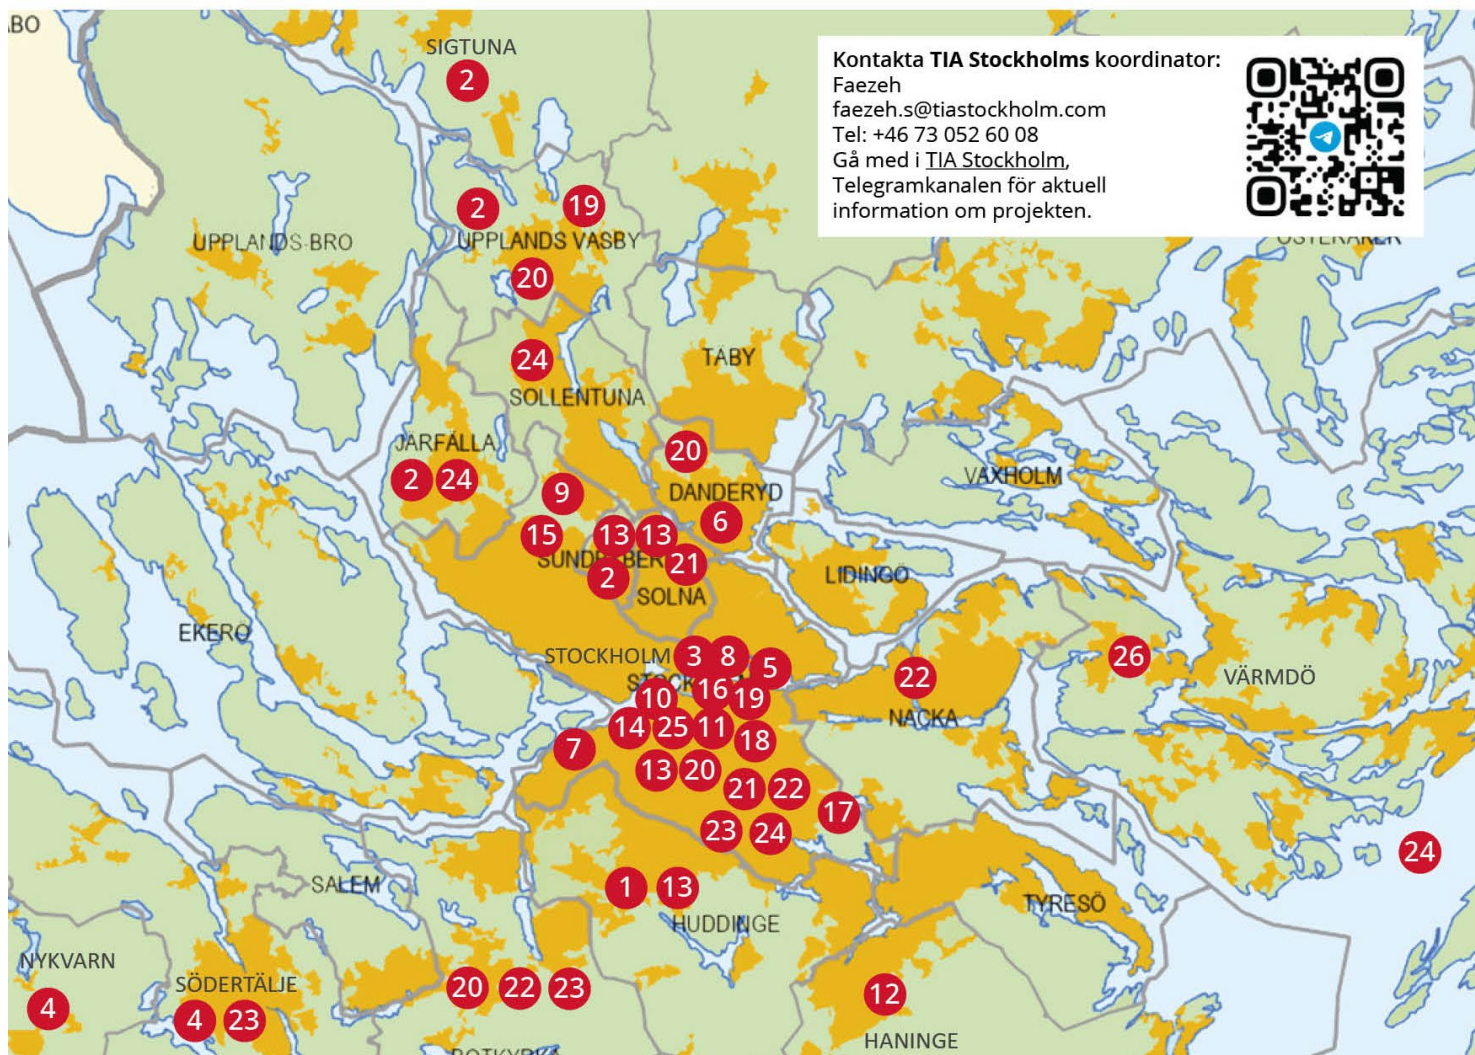 ABO
SIGTUNA
2
Kontakta TIA Stockholms koordinator:
Faezeh
faezeh.s@tiastockholm.com
Tel: +46 73 052 60 08
Gå med i TIA Stockholm,
Telegramkanalen för aktuell
information om projekten.
2
19
UPPLANDS-BRO
UPPLANDS VÄSBY
ÖSTERÅKER
20
24
TÄBY
SOLLENTUNA
JÄRFÄLLA
20
2
24
9
DANDERYD
VAXHOLM
6
15
13
13
21
2
LIDINGÖ
SOLNA
EKERÖ
STOCKHOLM
3
8
5
26
22
VÄRMDÖ
16
10
19
NACKA
14
25
11
18
7
13
20
21
22
17
23
24
24
SALEM
1
13
TYRESÖ
HUDDINGE
NYKVARN
SÖDERTÄLJE
20
22
23
12
4
4
23
HANINGE
BOTKYRKA